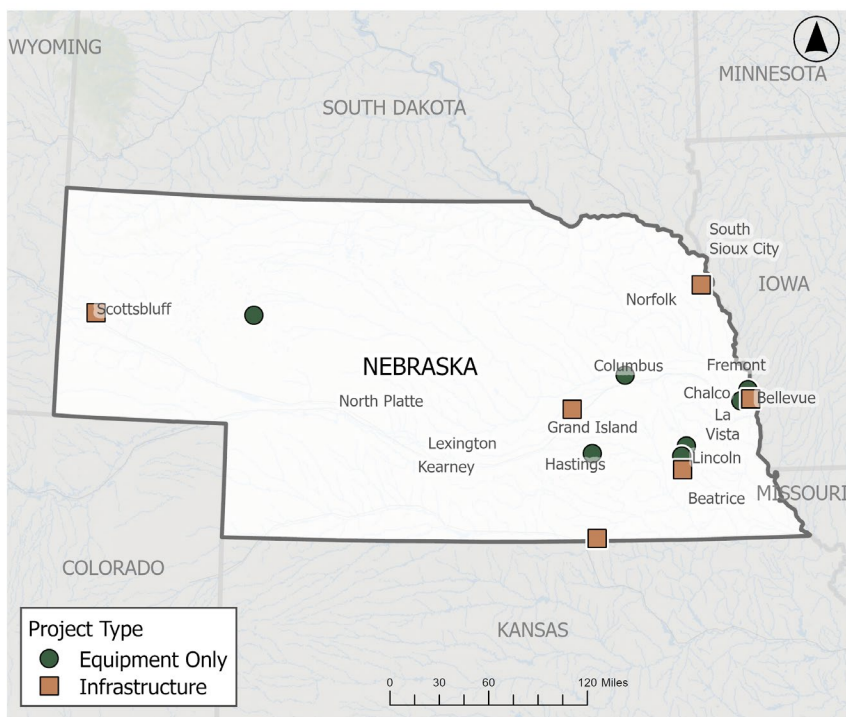 WYOMING
MINNESOTA
SOUTH DAKOTA
South
Sioux City
IOWA
Norfolk
Scottsbluff
NEBRASKA
Columbus
Fremont
North Platte
Chalco
Bellevue
La
Vista
Grand Island
Lexington
Kearney
Hastings
Lincoln
Beatrice
MISSOURI
COLORADO
KANSAS
Project Type
Equipment Only
Infrastructure
0 30 60 120 Miles